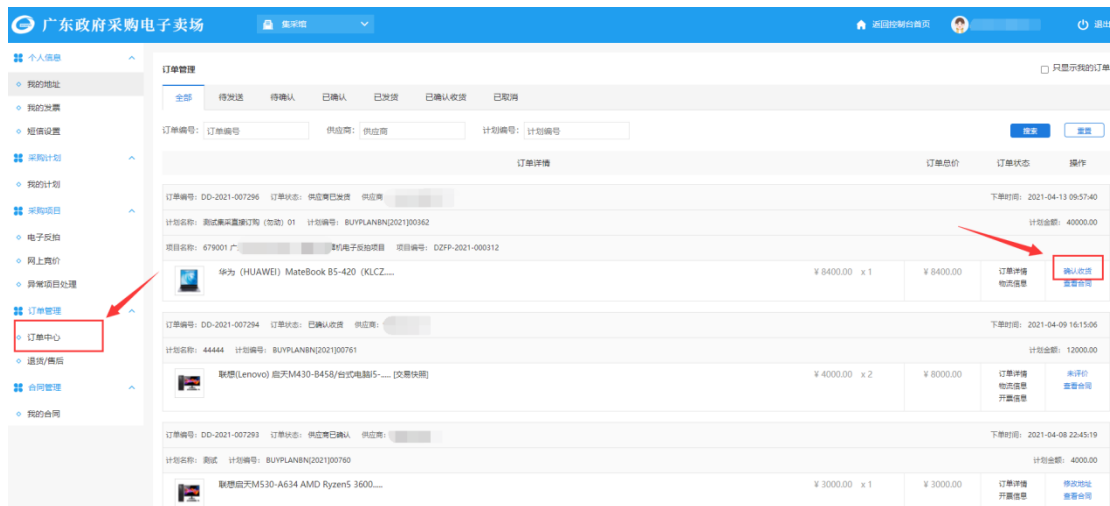 广东政府采购电子卖场
集采馆
返回控制台首页
退出
个人信息
我的地址
我的发票
短信设置
采购计划
我的计划
采购项目
电子反拍
网上竞价
异常项目处理
订单管理
订单中心
退货/售后
合同管理
我的合同
订单管理
只显示我的订单
全部 待发送 待确认 已确认 已发货 已确认收货 已取消
订单编号: 订单编号 供应商: 供应商 计划编号: 计划编号 搜索 重置
订单详情 订单总价 订单状态 操作
订单编号: DD-2021-007296 订单状态: 供应商已发货 供应商 下单时间: 2021-04-13 09:57:40
计划名称: 测试集采直接订购 (勿动) 01 计划编号: BUYPLANBN[2021]00362 计划金额: 40000.00
项目名称: 679001 广 机电子反拍项目 项目编号: DZFP-2021-000312
华为 (HUAWEI) MateBook B5-420 (KLCZ..... ¥ 8400.00 x 1 ¥ 8400.00 订单详情 确认收货
物流信息 查看合同
订单编号: DD-2021-007294 订单状态: 已确认收货 供应商: 下单时间: 2021-04-09 16:15:06
计划名称: 44444 计划编号: BUYPLANBN[2021]00761 计划金额: 12000.00
联想(Lenovo) 启天M430-B458/台式电脑I5-..... [交易快照] ¥ 4000.00 x 2 ¥ 8000.00 订单详情 未评价
物流信息 查看合同
开票信息
订单编号: DD-2021-007293 订单状态: 供应商已确认 供应商: 下单时间: 2021-04-08 22:45:19
计划名称: 测试 计划编号: BUYPLANBN[2021]00760 计划金额: 4000.00
联想启天M530-A634 AMD Ryzen5 3600..... ¥ 3000.00 x 1 ¥ 3000.00 订单详情 修改地址
开票信息 查看合同